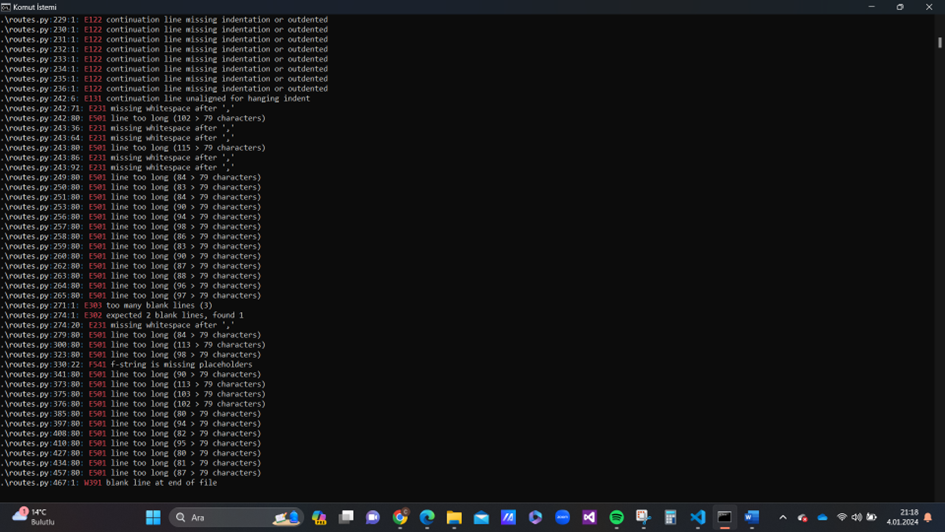 Komut İstemi
.\routes.py:229:1: E122 continuation line missing indentation or outdented
.\routes.py:230:1: E122 continuation line missing indentation or outdented
.\routes.py:231:1: E122 continuation line missing indentation or outdented
.\routes.py:232:1: E122 continuation line missing indentation or outdented
.\routes.py:233:1: E122 continuation line missing indentation or outdented
.\routes.py:234:1: E122 continuation line missing indentation or outdented
.\routes.py:235:1: E122 continuation line missing indentation or outdented
.\routes.py:236:1: E122 continuation line missing indentation or outdented
.\routes.py:242:6: E131 continuation line unaligned for hanging indent
.\routes.py:242:71: E231 missing whitespace after ','
.\routes.py:242:80: E501 line too long (102 > 79 characters)
.\routes.py:243:36: E231 missing whitespace after ','
.\routes.py:243:64: E231 missing whitespace after ','
.\routes.py:243:80: E501 line too long (115 > 79 characters)
.\routes.py:243:86: E231 missing whitespace after ','
.\routes.py:243:92: E231 missing whitespace after ','
.\routes.py:249:80: E501 line too long (84 > 79 characters)
.\routes.py:250:80: E501 line too long (83 > 79 characters)
.\routes.py:251:80: E501 line too long (84 > 79 characters)
.\routes.py:253:80: E501 line too long (90 > 79 characters)
.\routes.py:256:80: E501 line too long (94 > 79 characters)
.\routes.py:257:80: E501 line too long (98 > 79 characters)
.\routes.py:258:80: E501 line too long (86 > 79 characters)
.\routes.py:259:80: E501 line too long (83 > 79 characters)
.\routes.py:260:80: E501 line too long (90 > 79 characters)
.\routes.py:262:80: E501 line too long (87 > 79 characters)
.\routes.py:263:80: E501 line too long (88 > 79 characters)
.\routes.py:264:80: E501 line too long (96 > 79 characters)
.\routes.py:265:80: E501 line too long (97 > 79 characters)
.\routes.py:271:1: E303 too many blank lines (3)
.\routes.py:274:1: E302 expected 2 blank lines, found 1
.\routes.py:274:20: E231 missing whitespace after ','
.\routes.py:279:80: E501 line too long (84 > 79 characters)
.\routes.py:300:80: E501 line too long (113 > 79 characters)
.\routes.py:323:80: E501 line too long (98 > 79 characters)
.\routes.py:330:22: F541 f-string is missing placeholders
.\routes.py:341:80: E501 line too long (90 > 79 characters)
.\routes.py:373:80: E501 line too long (113 > 79 characters)
.\routes.py:375:80: E501 line too long (103 > 79 characters)
.\routes.py:376:80: E501 line too long (102 > 79 characters)
.\routes.py:385:80: E501 line too long (80 > 79 characters)
.\routes.py:397:80: E501 line too long (94 > 79 characters)
.\routes.py:408:80: E501 line too long (82 > 79 characters)
.\routes.py:410:80: E501 line too long (95 > 79 characters)
.\routes.py:427:80: E501 line too long (80 > 79 characters)
.\routes.py:434:80: E501 line too long (81 > 79 characters)
.\routes.py:457:80: E501 line too long (87 > 79 characters)
.\routes.py:467:1: W391 blank line at end of file
1
14°C
Bulutlu
Ara
21:18
4.01.2024